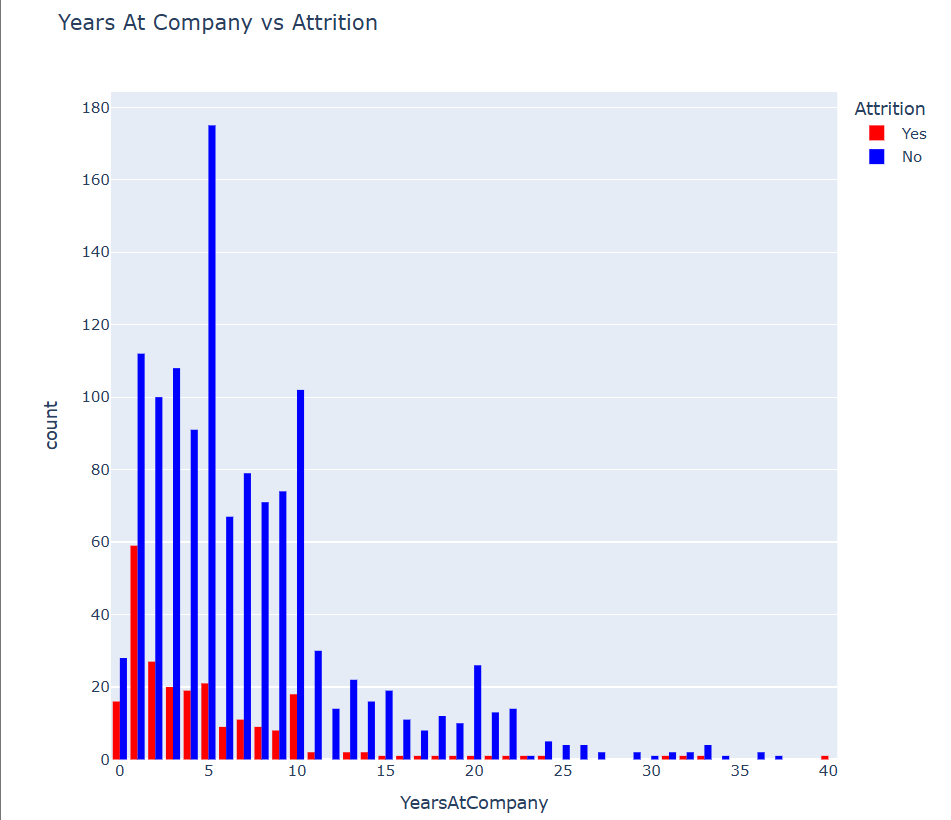 Years At Company vs Attrition
Attrition
Yes
No
180
160
140
120
100
80
60
40
20
0
count
0 5 10 15 20 25 30 35 40
YearsAtCompany